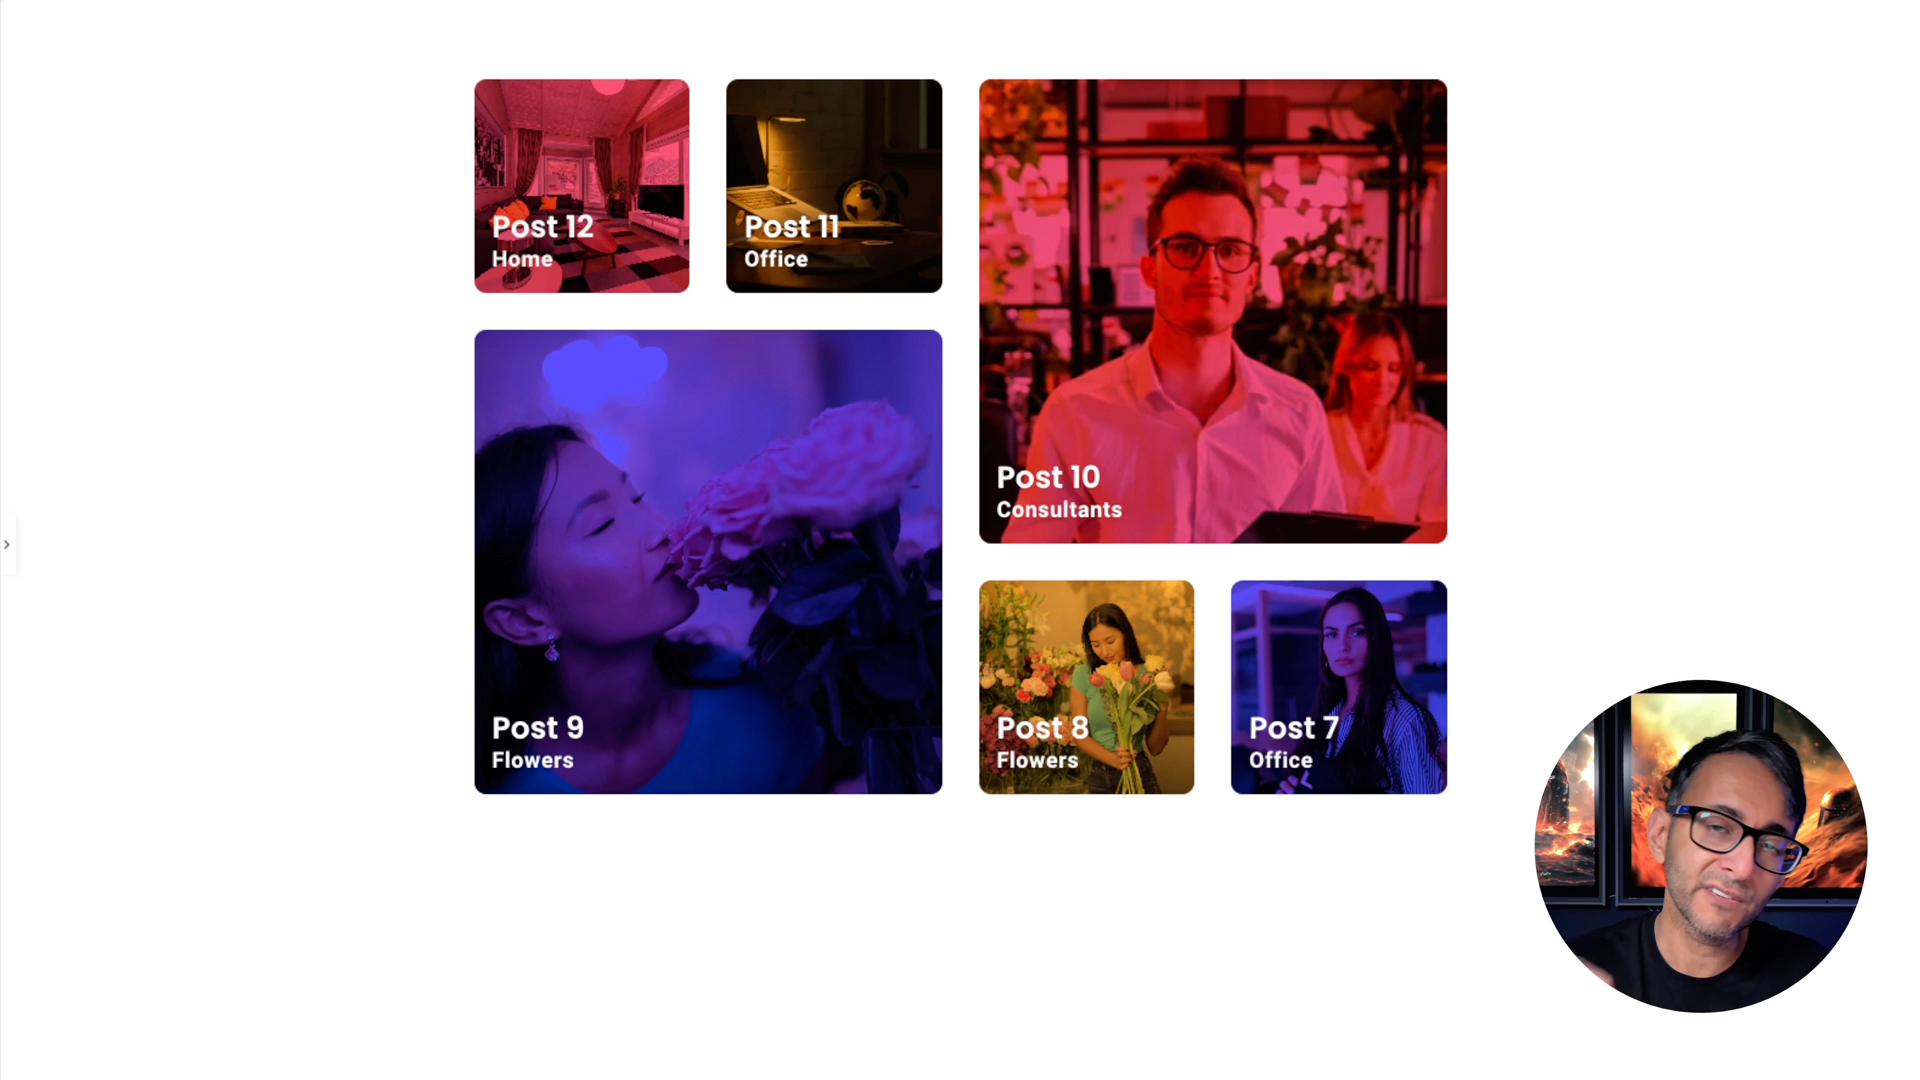 Post 12
Home
Post 11
Office
Post 10
Consultants
Post 9
Flowers
Post 8
Flowers
Post 7
Office